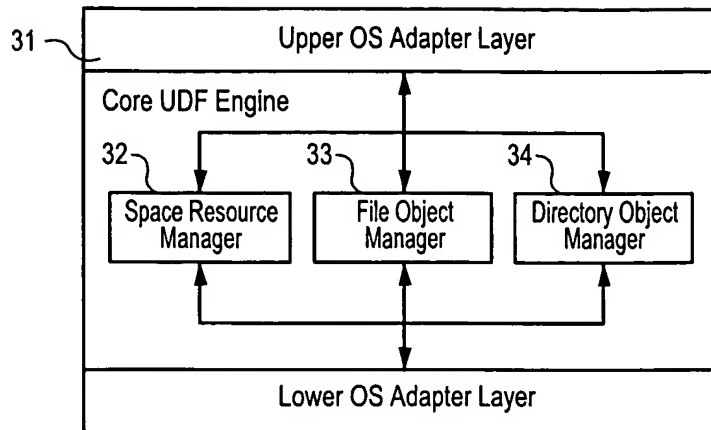 31
Upper OS Adapter Layer
Core UDF Engine
32
33
34
Space Resource
Manager
File Object
Manager
Directory Object
Manager
Lower OS Adapter Layer